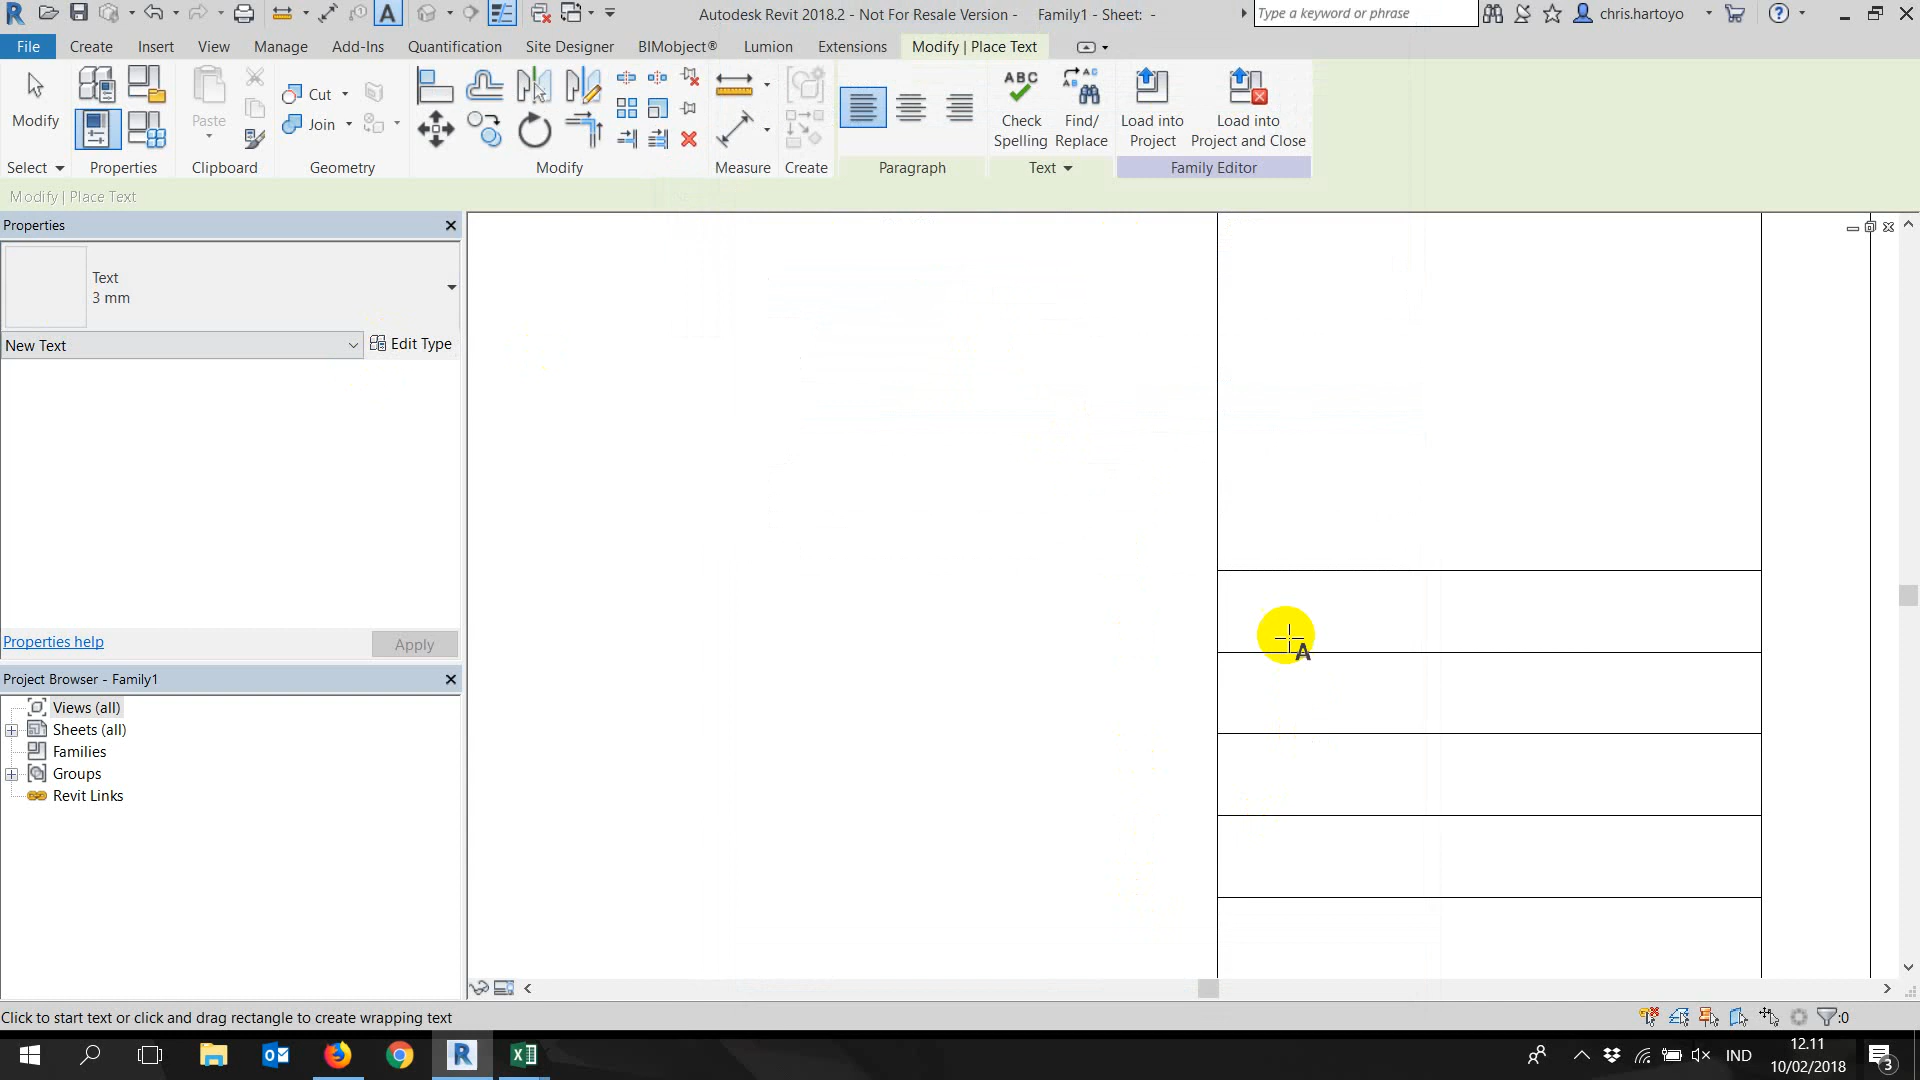 Autodesk Revit 2018.2 - Not For Resale Version - Family1 - Sheet: -
Type a keyword or phrase
chris.hartoyo
File Create Insert View Manage Add-Ins Quantification Site Designer BIMobject® Lumion Extensions Modify | Place Text
Modify
Paste
Cut
Join
ABC
Check Spelling
Find/ Replace
Load into Project
Load into Project and Close
Select Properties Clipboard Geometry Modify Measure Create Paragraph Text Family Editor
Modify | Place Text
Properties
Text
3 mm
New Text
Edit Type
Properties help
Apply
Project Browser - Family1
Views (all)
Sheets (all)
Families
Groups
Revit Links
A
Click to start text or click and drag rectangle to create wrapping text
:0
IND
12.11
10/02/2018
3